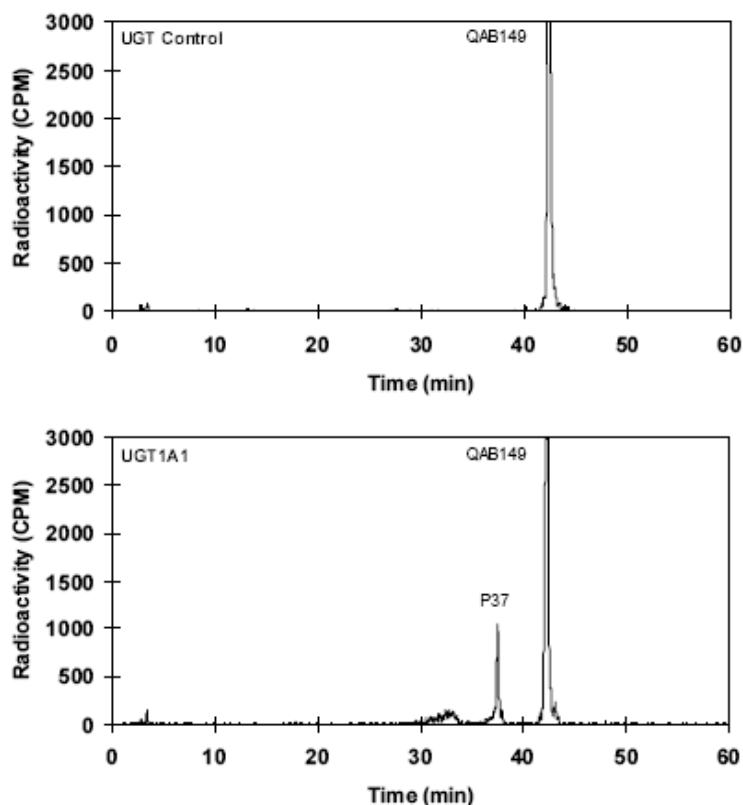 3000
UGT Control
QAB149
2500
2000
1500
1000
500
0
Radioactivity (CPM)
0 10 20 30 40 50 60
Time (min)
3000
UGT1A1
QAB149
2500
2000
1500
P37
1000
500
0
Radioactivity (CPM)
0 10 20 30 40 50 60
Time (min)